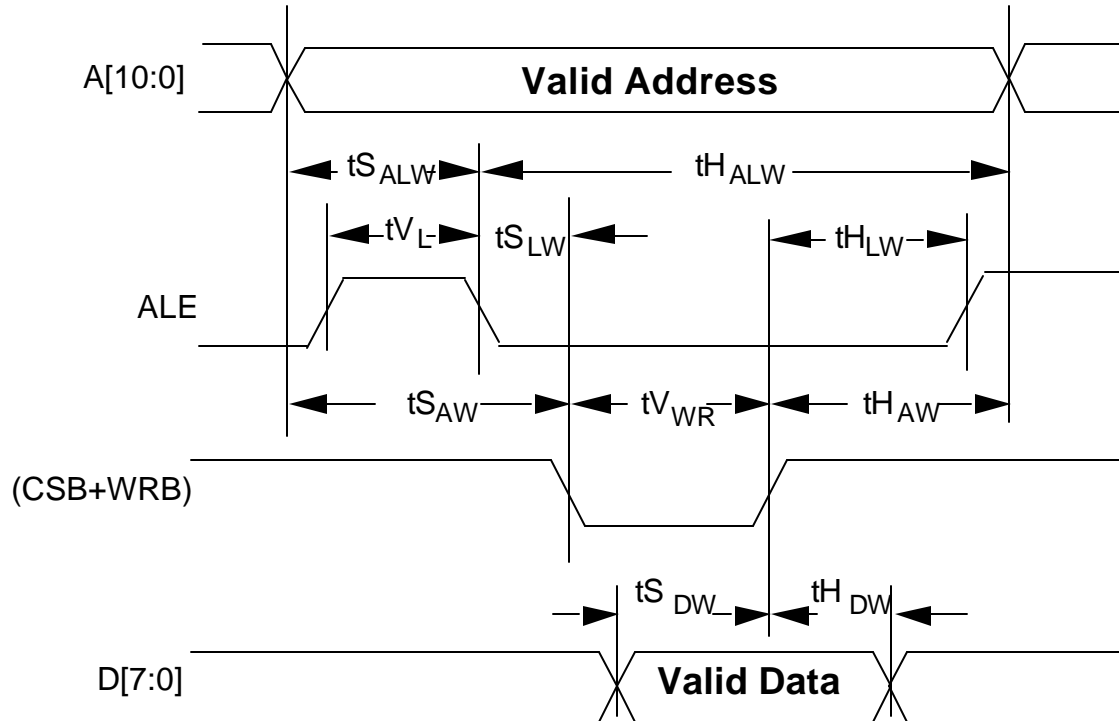 A[10:0]
Valid Address
tS ALW
tH ALW
tV L
tS LW
tH LW
ALE
tS AW
tV WR
tH AW
(CSB+WRB)
tS DW
tH DW
D[7:0]
Valid Data